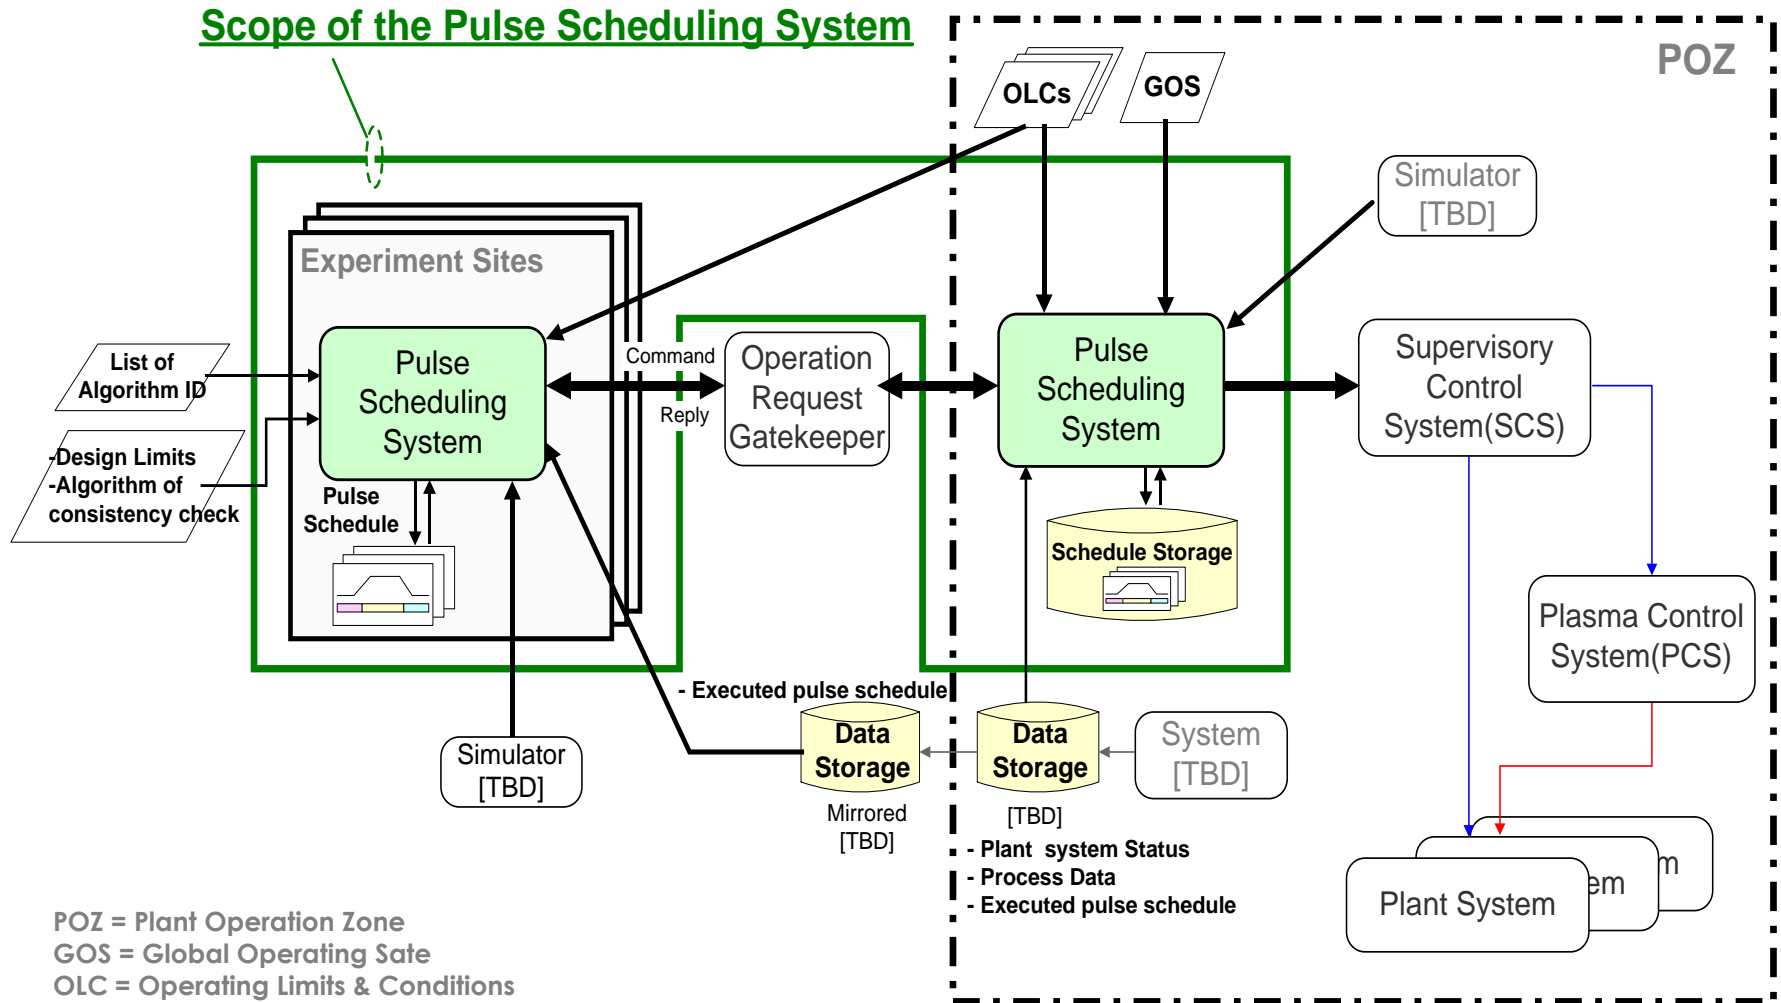 Scope of the Pulse Scheduling System
POZ
OLCs
GOS
Simulator
[TBD]
Experiment Sites
List of
Algorithm ID
-Design Limits
-Algorithm of
consistency check
Pulse
Scheduling
System
Pulse
Schedule
Command
Reply
Operation
Request
Gatekeeper
Pulse
Scheduling
System
Supervisory
Control
System(SCS)
Schedule Storage
Plasma Control
System(PCS)
- Executed pulse schedule
Simulator
[TBD]
Data
Storage
Mirrored
[TBD]
Data
Storage
[TBD]
System
[TBD]
- Plant  system Status
- Process Data
- Executed pulse schedule
Plant System
em
m
POZ = Plant Operation Zone
GOS = Global Operating Sate
OLC = Operating Limits & Conditions